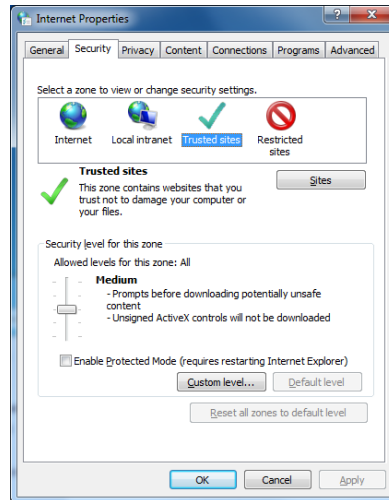 Internet Properties
General Security Privacy Content Connections Programs Advanced
Select a zone to view or change security settings.
Internet Local intranet Trusted sites Restricted sites
Trusted sites
Sites
This zone contains websites that you
trust not to damage your computer or
your files.
Security level for this zone
Allowed levels for this zone: All
Medium
- Prompts before downloading potentially unsafe
content
- Unsigned ActiveX controls will not be downloaded
Enable Protected Mode (requires restarting Internet Explorer)
Custom level... Default level
Reset all zones to default level
OK Cancel Apply